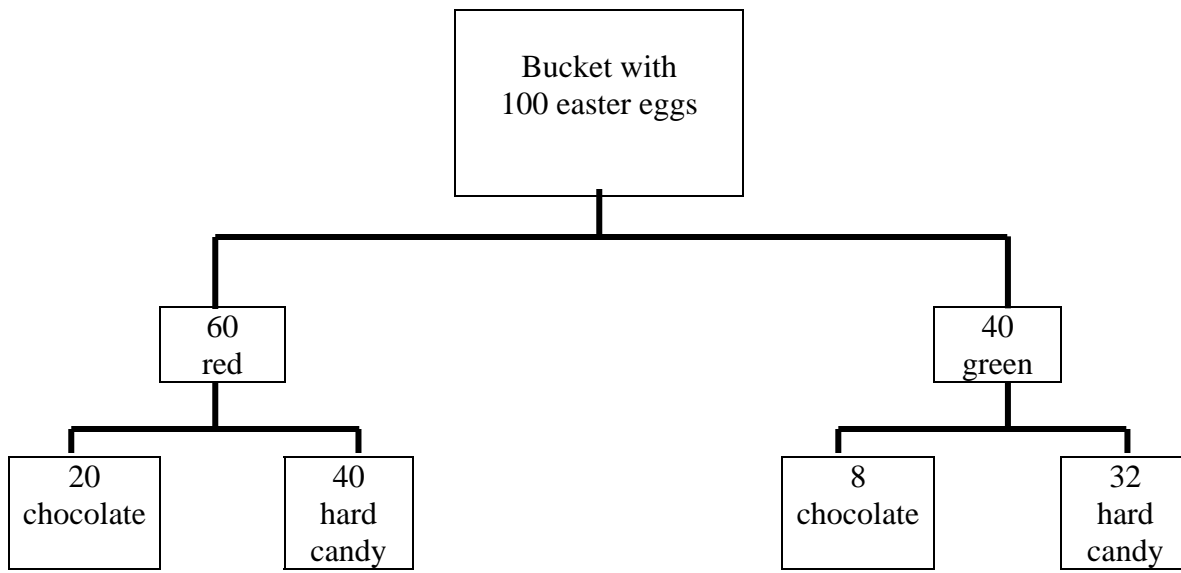 Bucket with
100 easter eggs
60
red
40
green
20
chocolate
40
hard
candy
8
chocolate
32
hard
candy